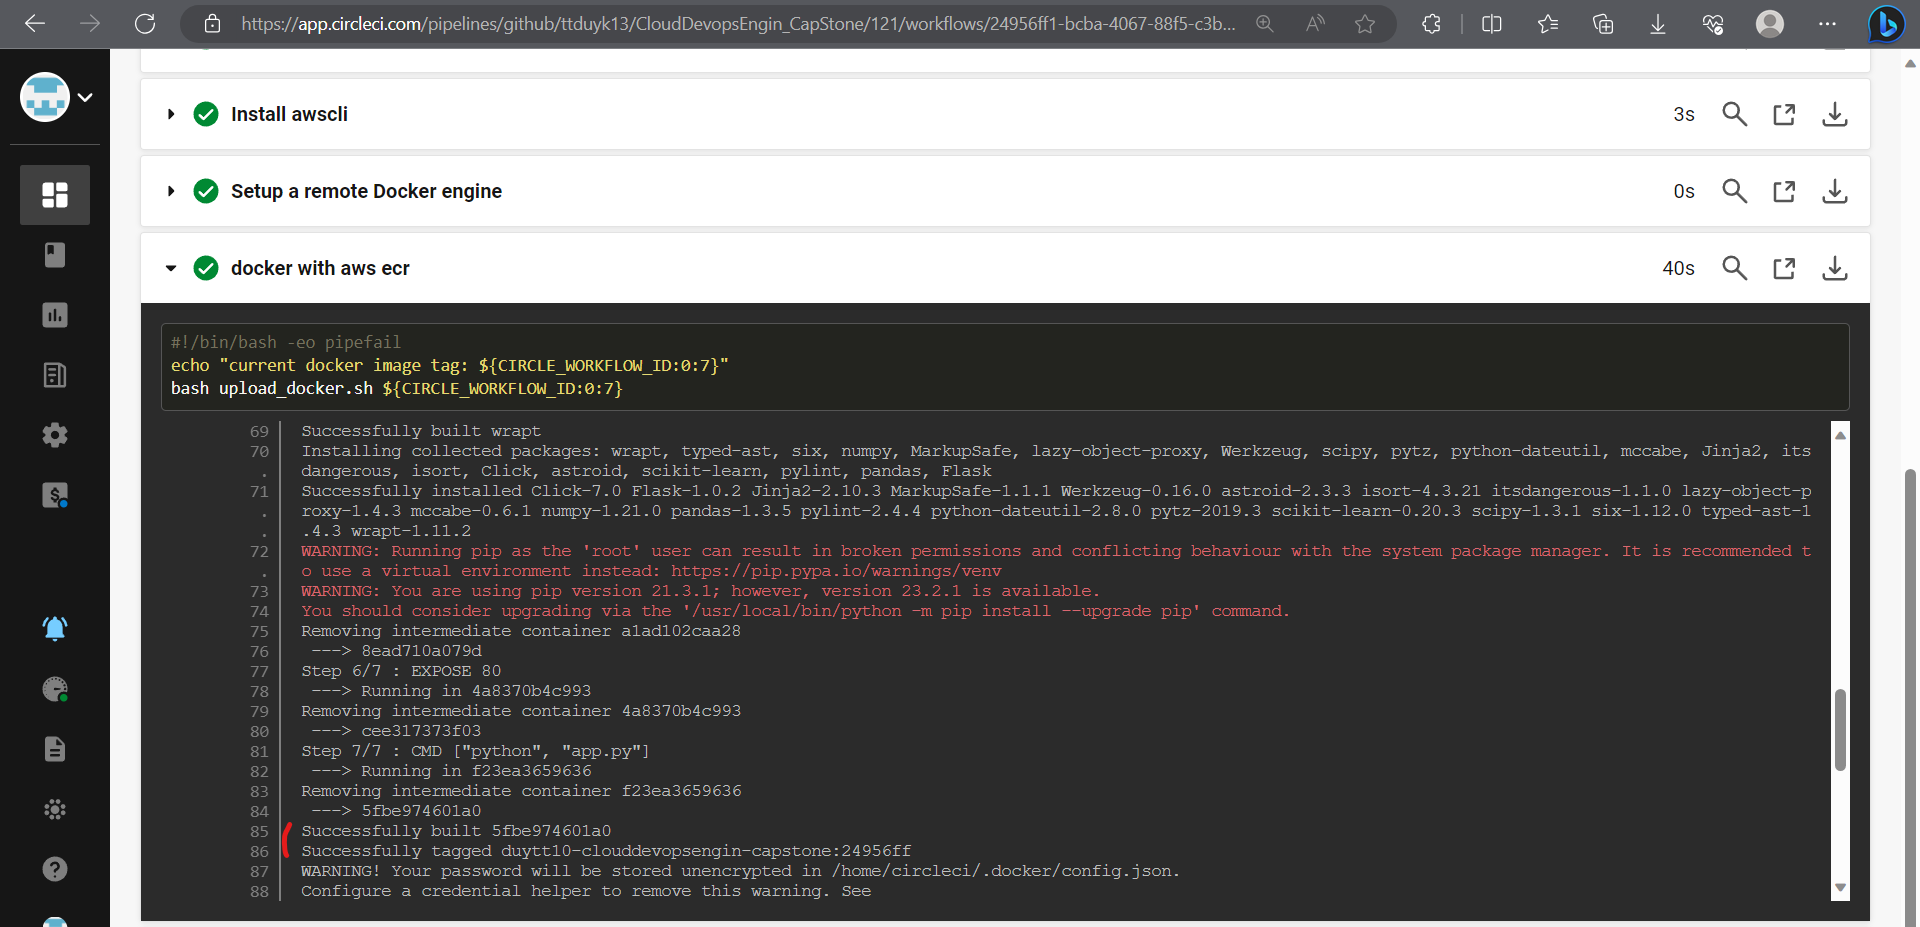 https://app.circleci.com/pipelines/github/ttduyk13/CloudDevopsEngin_CapStone/121/workflows/24956ff1-bcba-4067-88f5-c3b...
Install awscli 3s
Setup a remote Docker engine 0s
docker with aws ecr 40s
#!/bin/bash -eo pipefail
echo "current docker image tag: ${CIRCLE_WORKFLOW_ID:0:7}"
bash upload_docker.sh ${CIRCLE_WORKFLOW_ID:0:7}
69 Successfully built wrapt
70 Installing collected packages: wrapt, typed-ast, six, numpy, MarkupSafe, lazy-object-proxy, Werkzeug, scipy, pytz, python-dateutil, mccabe, Jinja2, its
. dangerous, isort, Click, astroid, scikit-learn, pylint, pandas, Flask
71 Successfully installed Click-7.0 Flask-1.0.2 Jinja2-2.10.3 MarkupSafe-1.1.1 Werkzeug-0.16.0 astroid-2.3.3 isort-4.3.21 itsdangerous-1.1.0 lazy-object-p
. roxy-1.4.3 mccabe-0.6.1 numpy-1.21.0 pandas-1.3.5 pylint-2.4.4 python-dateutil-2.8.0 pytz-2019.3 scikit-learn-0.20.3 scipy-1.3.1 six-1.12.0 typed-ast-1
. .4.3 wrapt-1.11.2
72 WARNING: Running pip as the 'root' user can result in broken permissions and conflicting behaviour with the system package manager. It is recommended t
. o use a virtual environment instead: https://pip.pypa.io/warnings/venv
73 WARNING: You are using pip version 21.3.1; however, version 23.2.1 is available.
74 You should consider upgrading via the '/usr/local/bin/python -m pip install --upgrade pip' command.
75 Removing intermediate container a1ad102caa28
76 ---> 8ead710a079d
77 Step 6/7 : EXPOSE 80
78 ---> Running in 4a8370b4c993
79 Removing intermediate container 4a8370b4c993
80 ---> cee317373f03
81 Step 7/7 : CMD ["python", "app.py"]
82 ---> Running in f23ea3659636
83 Removing intermediate container f23ea3659636
84 ---> 5fbe974601a0
85 Successfully built 5fbe974601a0
86 Successfully tagged duytt10-clouddevopsengin-capstone:24956ff
87 WARNING! Your password will be stored unencrypted in /home/circleci/.docker/config.json.
88 Configure a credential helper to remove this warning. See